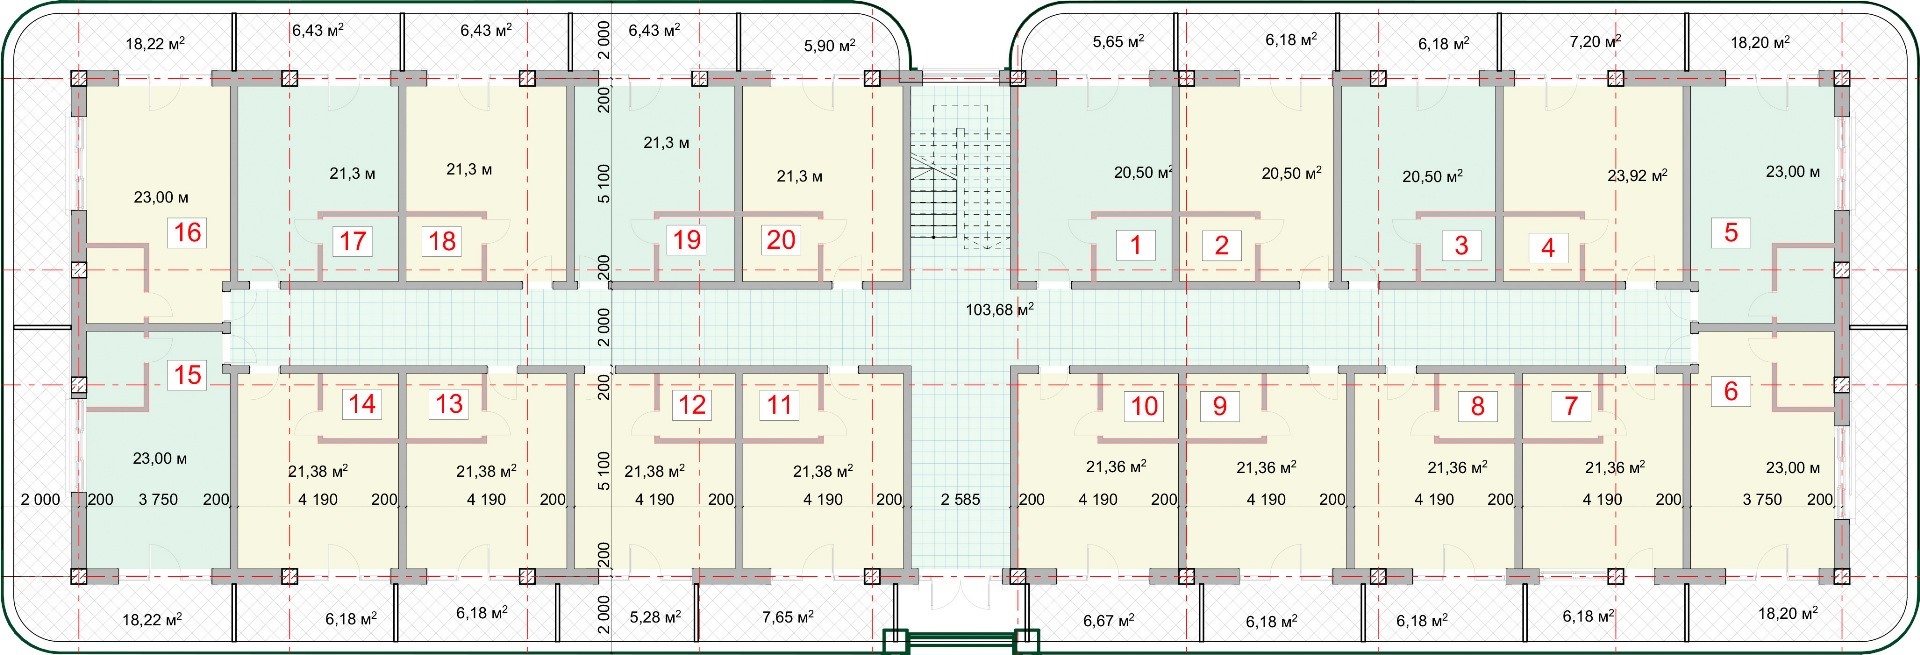 18,22 м²
6,43 м²
6,43 м²
2 000
6,43 м²
5,90 м²
5,65 м²
6,18 м²
6,18 м²
7,20 м²
18,20 м²
200
23,00 м
21,3 м
21,3 м
5 100
21,3 м
21,3 м
20,50 м²
20,50 м²
20,50 м²
23,92 м²
23,00 м
16
17
18
19
20
1
2
3
4
5
200
2 000
103,68 м²
15
14
13
200
12
11
10
9
8
7
6
23,00 м
21,38 м²
21,38 м²
5 100
21,38 м²
21,38 м²
21,36 м²
21,36 м²
21,36 м²
21,36 м²
23,00 м
2 000
200
3 750
200
4 190
200
4 190
200
4 190
200
4 190
200
2 585
200
4 190
200
4 190
200
4 190
200
4 190
200
3 750
200
200
18,22 м²
6,18 м²
6,18 м²
2 000
5,28 м²
7,65 м²
6,67 м²
6,18 м²
6,18 м²
6,18 м²
18,20 м²